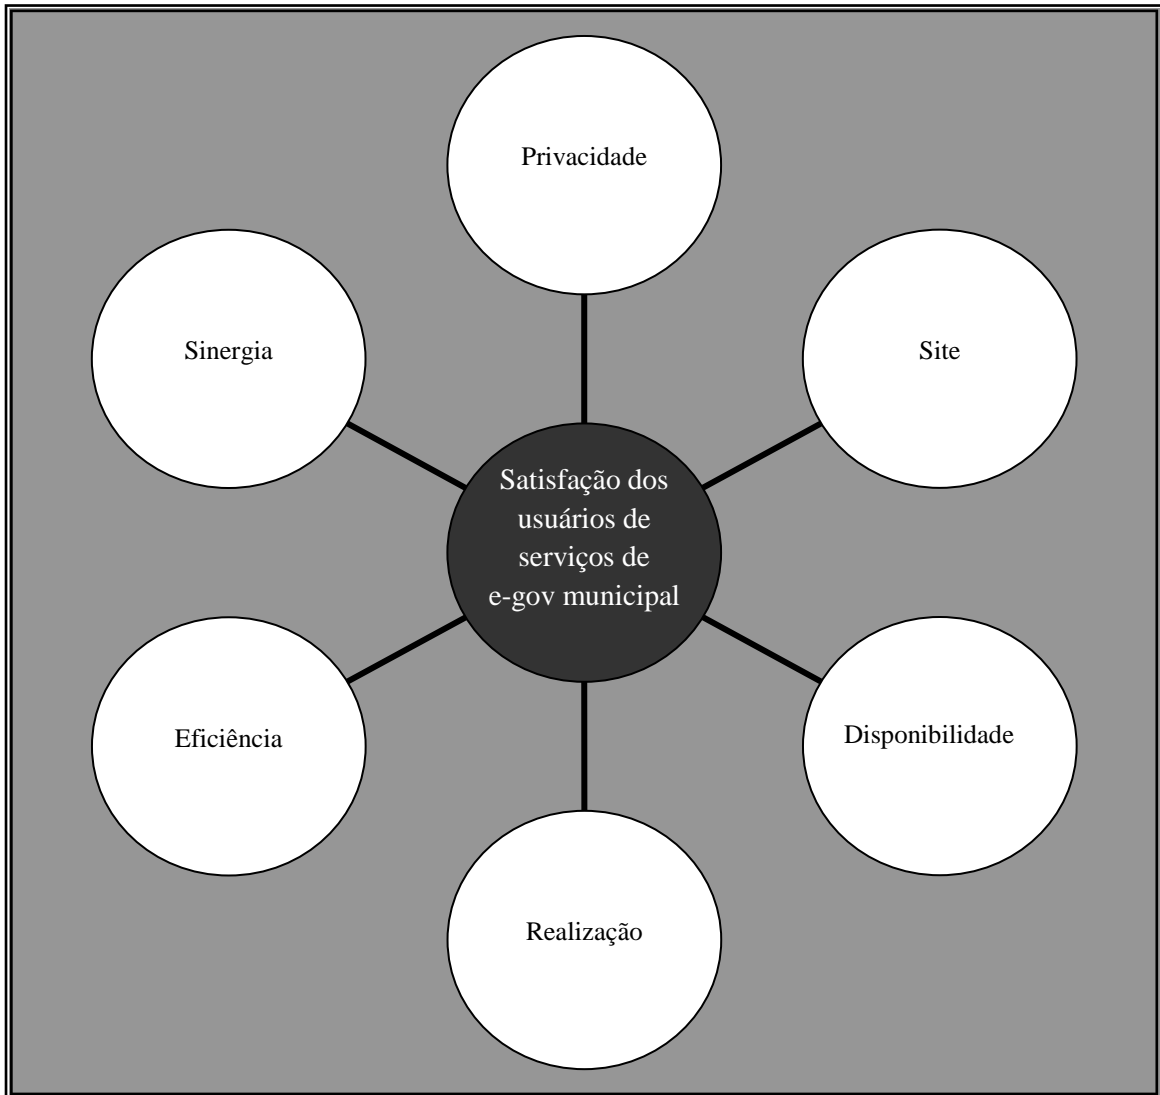 Privacidade
Sinergia
Site
Satisfação dos
usuários de
serviços de
e-gov municipal
Eficiência
Disponibilidade
Realização